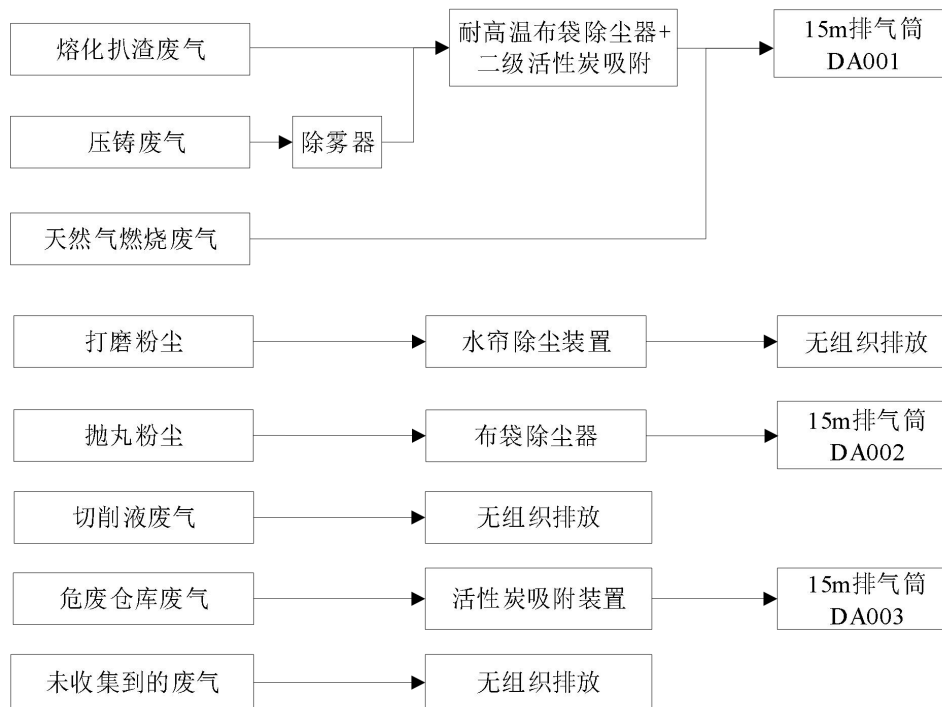 熔化扒渣废气
耐高温布袋除尘器+
二级活性炭吸附
15m排气筒
DA001
压铸废气
除雾器
天然气燃烧废气
打磨粉尘
水帘除尘装置
无组织排放
抛丸粉尘
布袋除尘器
15m排气筒
DA002
切削液废气
无组织排放
危废仓库废气
活性炭吸附装置
15m排气筒
DA003
未收集到的废气
无组织排放